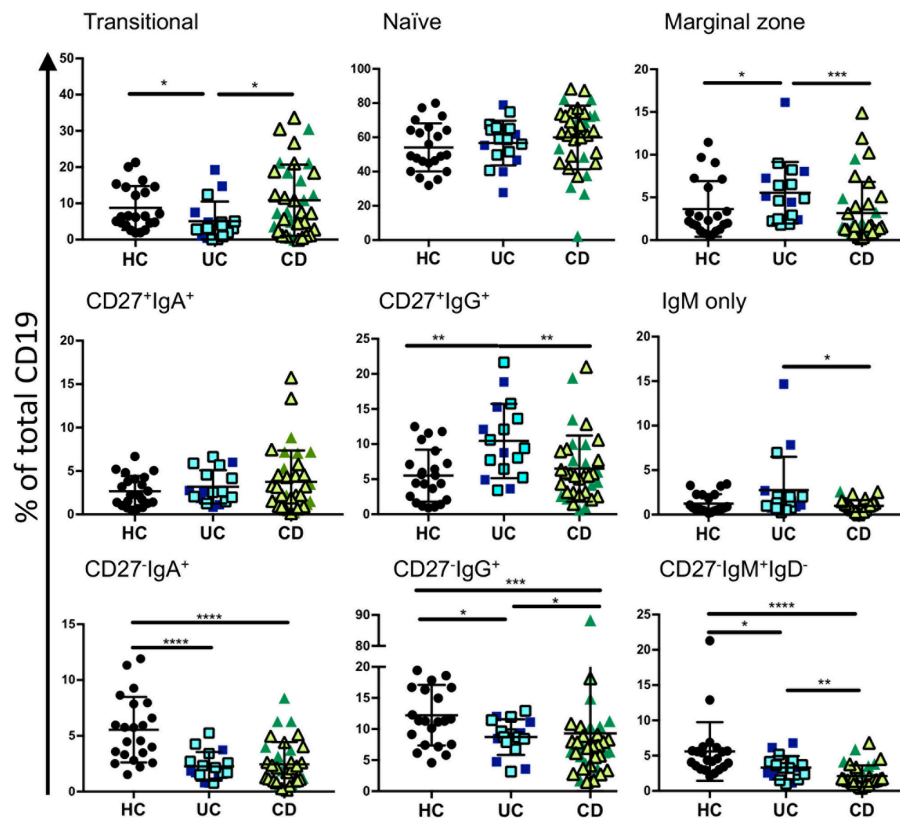 Transitional Naïve Marginal zone
50 100 20
* * * ***
40 80 15
30 60 10
20 40
10 20 5
0 0 0
HC UC CD HC UC CD HC UC CD
% of total CD19
CD27⁺IgA⁺ CD27⁺IgG⁺ IgM only
20 25 20
** ** *
15 20 15
10 15 10
10
5 5 5
0 0 0
HC UC CD HC UC CD HC UC CD
CD27⁻IgA⁺ CD27⁻IgG⁺ CD27⁻IgM⁺IgD⁻
15 90 25
**** *** ****
**** * * *
80 20
10 20 15
**
15 10
5 10
5 5
0 0 0
HC UC CD HC UC CD HC UC CD